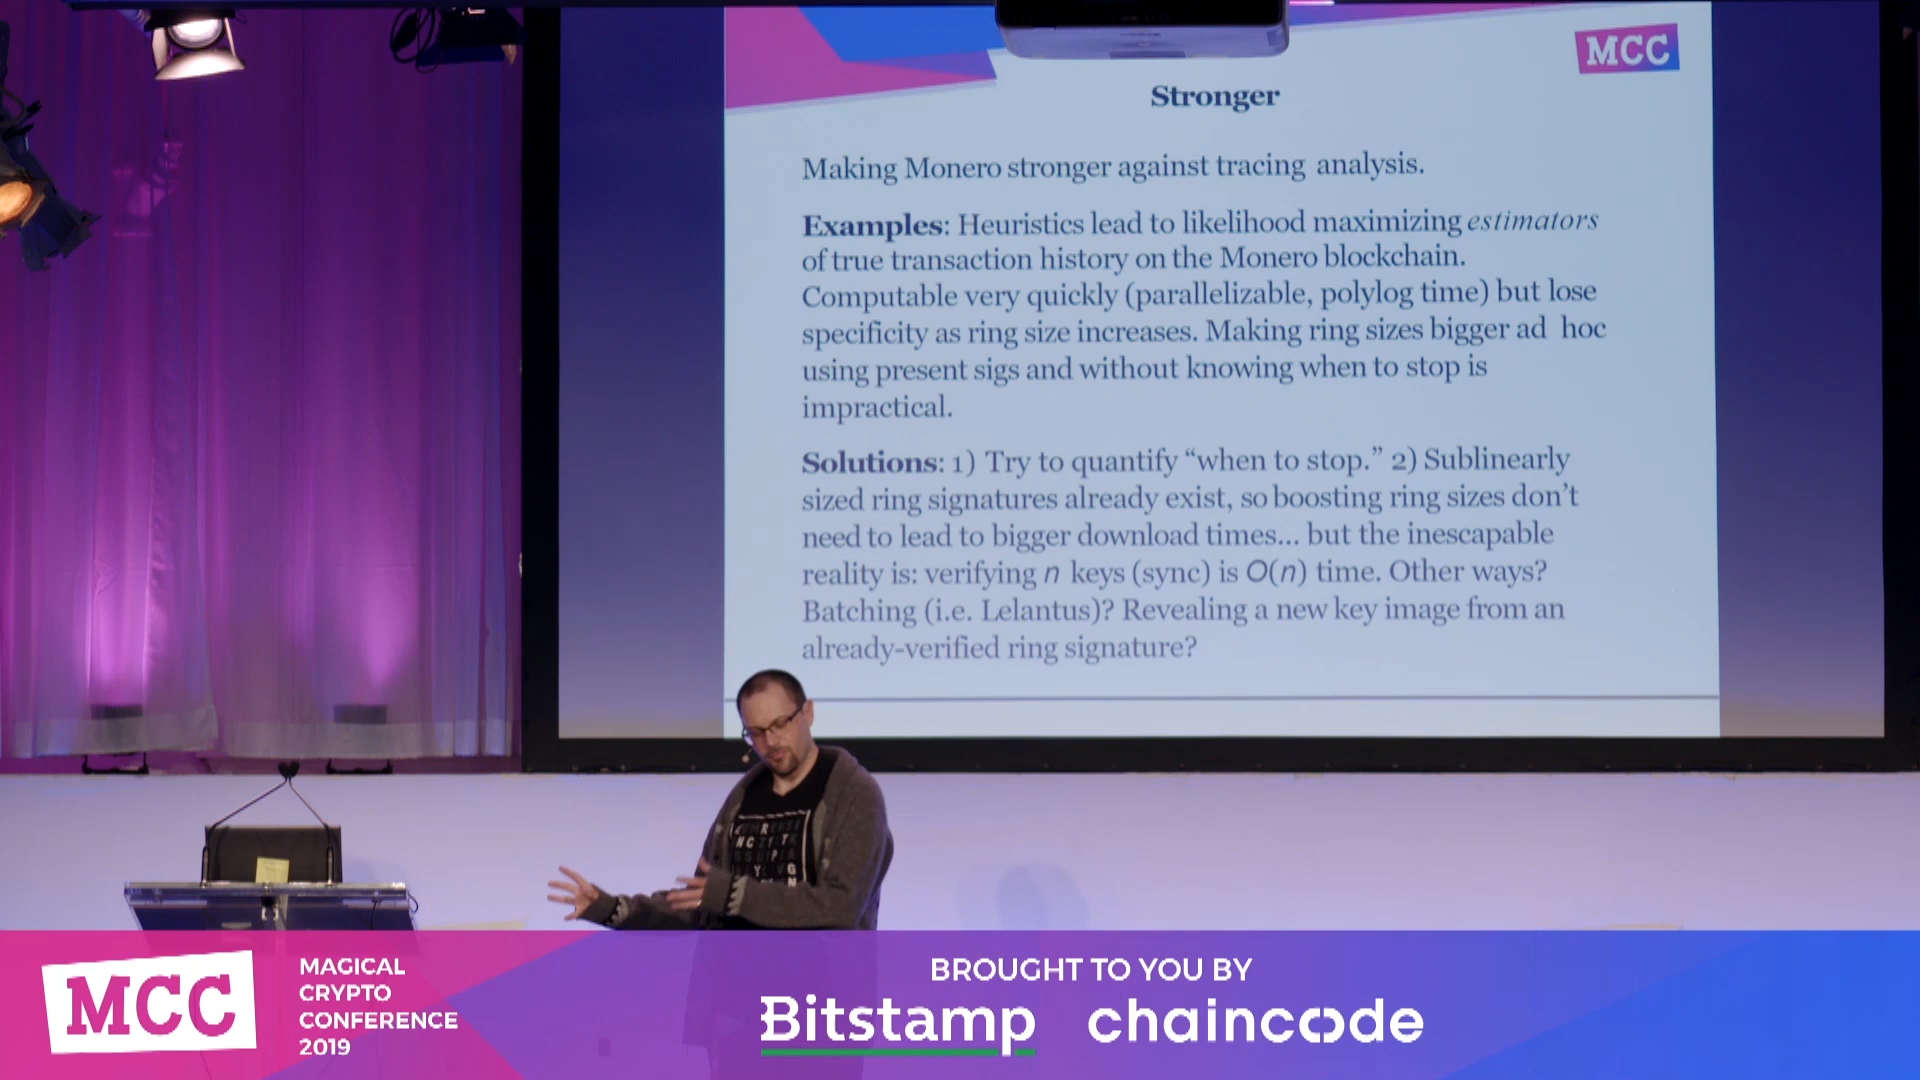 MCC
Stronger
Making Monero stronger against tracing analysis.
Examples: Heuristics lead to likelihood maximizing estimators
of true transaction history on the Monero blockchain.
Computable very quickly (parallelizable, polylog time) but lose
specificity as ring size increases. Making ring sizes bigger ad hoc
using present sigs and without knowing when to stop is
impractical.
Solutions: 1) Try to quantify “when to stop.” 2) Sublinearly
sized ring signatures already exist, so boosting ring sizes don’t
need to lead to bigger download times... but the inescapable
reality is: verifying n keys (sync) is O(n) time. Other ways?
Batching (i.e. Lelantus)? Revealing a new key image from an
already-verified ring signature?
MCC
MAGICAL
CRYPTO
CONFERENCE
2019
BROUGHT TO YOU BY
Bitstamp chaincode